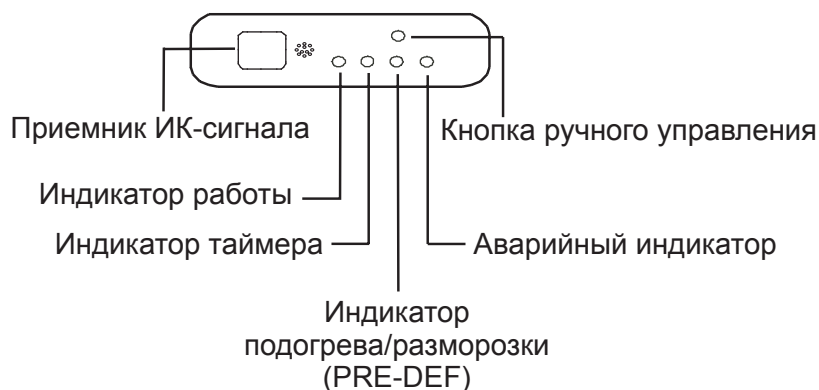 Приемник ИК-сигнала
Кнопка ручного управления
Индикатор работы
Индикатор таймера
Аварийный индикатор
Индикатор
подогрева/разморозки
(PRE-DEF)